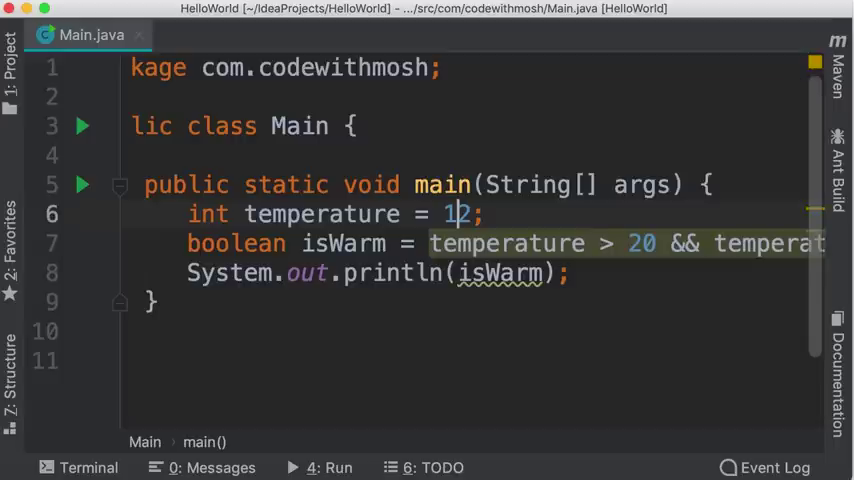 HelloWorld [~/IdeaProjects/HelloWorld] - .../src/com/codewithmosh/Main.java [HelloWorld]
Main.java
1: Project
2: Favorites
7: Structure
1 kage com.codewithmosh;
2
3 lic class Main {
4
5 public static void main(String[] args) {
6 int temperature = 12;
7 boolean isWarm = temperature > 20 && temperat
8 System.out.println(isWarm);
9 }
10
11
Maven
Ant Build
Documentation
Main > main()
Terminal 0: Messages 4: Run 6: TODO Event Log